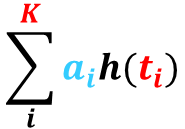 K
∑ aᵢh(tᵢ)
i